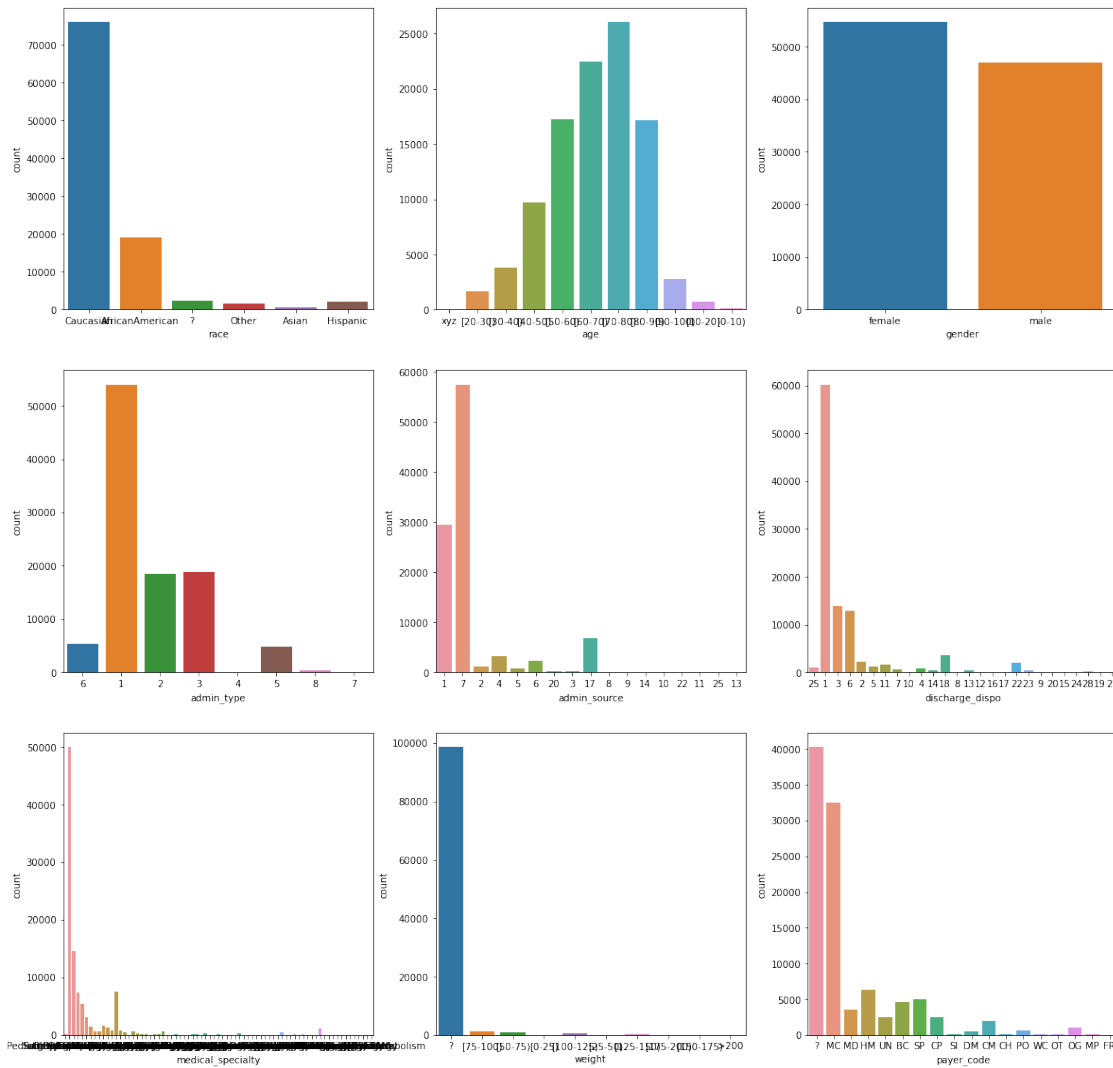 70000
60000
50000
40000
30000
20000
10000
0
count
Caucasian AfricanAmerican ? Other Asian Hispanic
race
25000
20000
15000
10000
5000
0
count
xyz [20-30) [30-40) [40-50) [50-60) [60-70) [70-80) [80-90) [90-100) [10-20) [0-10)
age
50000
40000
30000
20000
10000
0
count
female male
gender
50000
40000
30000
20000
10000
0
count
6 1 2 3 4 5 8 7
admin_type
60000
50000
40000
30000
20000
10000
0
count
1 7 2 4 5 6 20 3 17 8 9 14 10 22 11 25 13
admin_source
60000
50000
40000
30000
20000
10000
0
count
25 1 3 6 2 5 11 7 10 4 14 18 8 13 12 16 17 22 23 9 20 15 24 28 19
discharge_dispo
50000
40000
30000
20000
10000
0
count
medical_specialty
100000
80000
60000
40000
20000
0
count
? [75-100) [50-75) [0-25) [100-125) [25-50) [125-150) [175-200) [150-175) >200
weight
40000
35000
30000
25000
20000
15000
10000
5000
0
count
? MC MD HM UN BC SP CP SI DM CM CH PO WC OT OG MP FR
payer_code